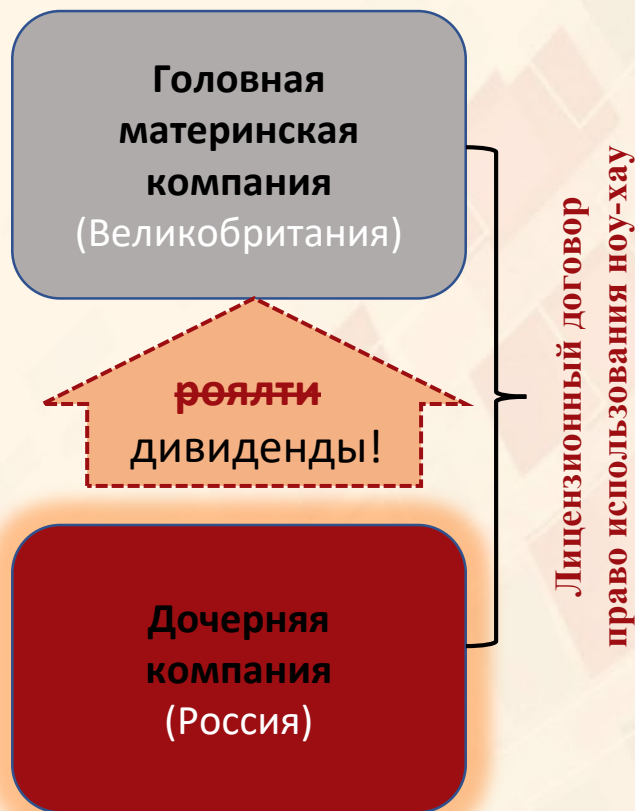 Головная
материнская
компания
(Великобритания)
роялти
дивиденды!
Дочерняя
компания
(Россия)
Лицензионный договор
право использования ноу-хау